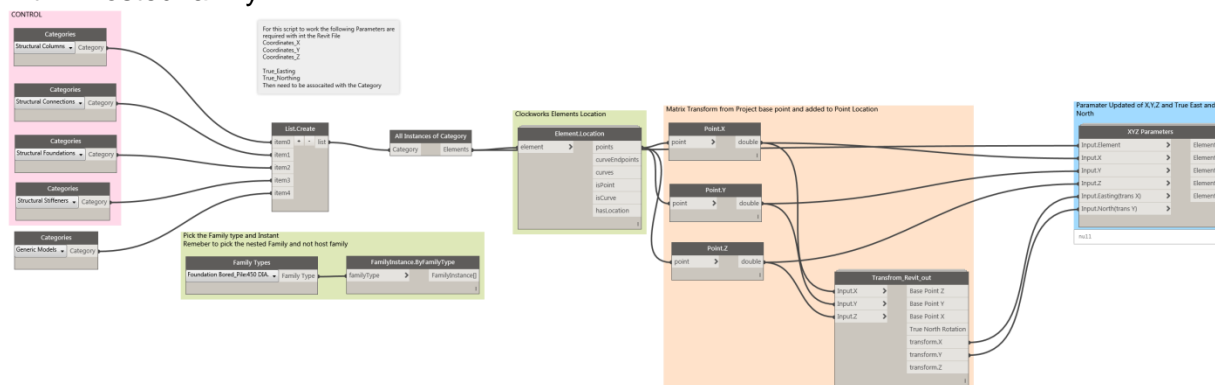 CONTROL
Categories
Structural Columns Category
Categories
Structural Connections Category
Categories
Structural Foundations Category
Categories
Structural Stiffeners Category
Categories
Generic Models Category
For this script to work the following Parameters are
required with int the Revit File
Coordinates_X
Coordinates_Y
Coordinates_Z
True_Easting
True_Northing
Then need to be assocaited with the Category
List.Create
item0 + - list
item1
item2
item3
item4
All Instances of Category
Category Elements
Pick the Family type and Instant
Remeber to pick the nested Family and not host family
Family Types
Foundation Bored_Pile:450 DIA. Family Type
FamilyInstance.ByFamilyType
familyType > FamilyInstance[]
Clockworks Elements Location
Element.Location
element > points
curveEndpoints
curves
isPoint
isCurve
hasLocation
Matrix Transform from Project base point and added to Point Location
Point.X
point > double
Point.Y
point > double
Point.Z
point > double
Transfrom_Revit_out
Input.X > Base Point Z
Input.Y > Base Point Y
Input.Z > Base Point X
True North Rotation
transform.X
transform.Y
transform.Z
Paramater Updated of X,Y,Z and True East and
North
XYZ Parameters
Input.Element > Element
Input.X > Element
Input.Y > Element
Input.Z > Element
Input.Easting(trans X) > Element
Input.North(trans Y) >
null